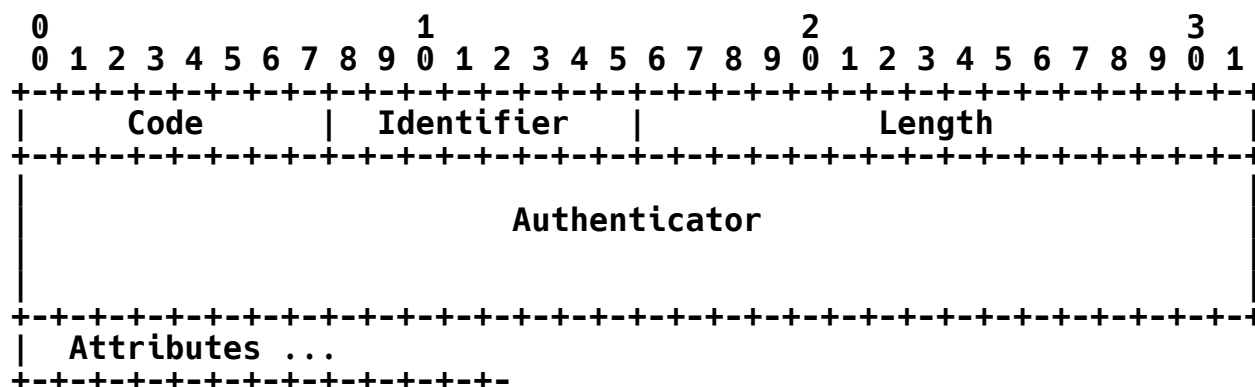 0                   1                   2                   3
 0 1 2 3 4 5 6 7 8 9 0 1 2 3 4 5 6 7 8 9 0 1 2 3 4 5 6 7 8 9 0 1
+-+-+-+-+-+-+-+-+-+-+-+-+-+-+-+-+-+-+-+-+-+-+-+-+-+-+-+-+-+-+-+-+
|     Code      |  Identifier   |            Length             |
+-+-+-+-+-+-+-+-+-+-+-+-+-+-+-+-+-+-+-+-+-+-+-+-+-+-+-+-+-+-+-+-+
|                                                               |
|                         Authenticator                         |
|                                                               |
|                                                               |
+-+-+-+-+-+-+-+-+-+-+-+-+-+-+-+-+-+-+-+-+-+-+-+-+-+-+-+-+-+-+-+-+
|  Attributes ...
+-+-+-+-+-+-+-+-+-+-+-+-+-